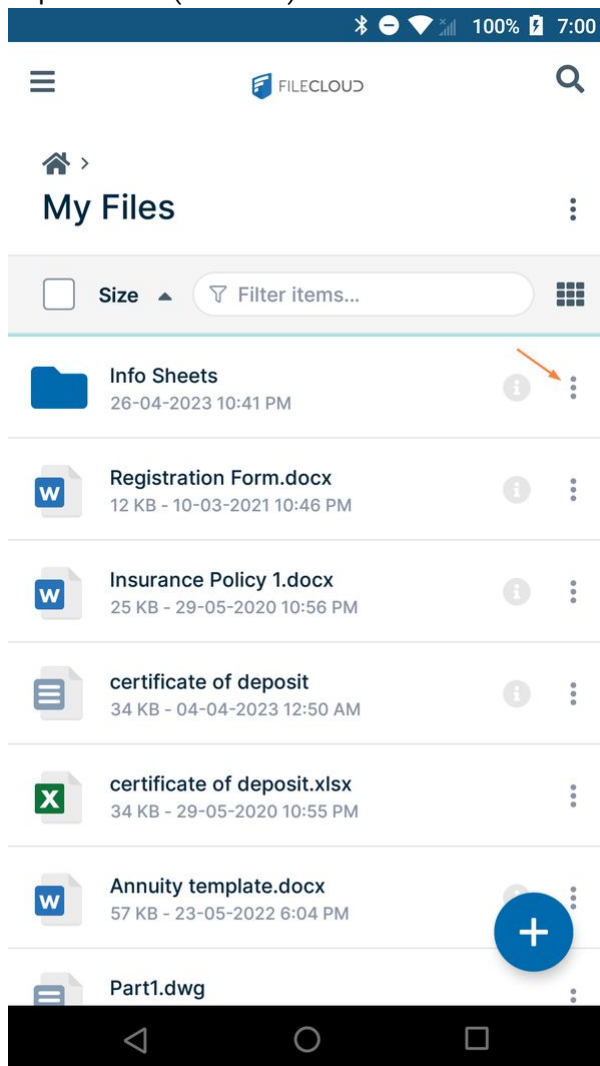 100% 7:00
FILECLOUD
My Files
Size Filter items...
Info Sheets
26-04-2023 10:41 PM
Registration Form.docx
12 KB - 10-03-2021 10:46 PM
Insurance Policy 1.docx
25 KB - 29-05-2020 10:56 PM
certificate of deposit
34 KB - 04-04-2023 12:50 AM
certificate of deposit.xlsx
34 KB - 29-05-2020 10:55 PM
Annuity template.docx
57 KB - 23-05-2022 6:04 PM
Part1.dwg